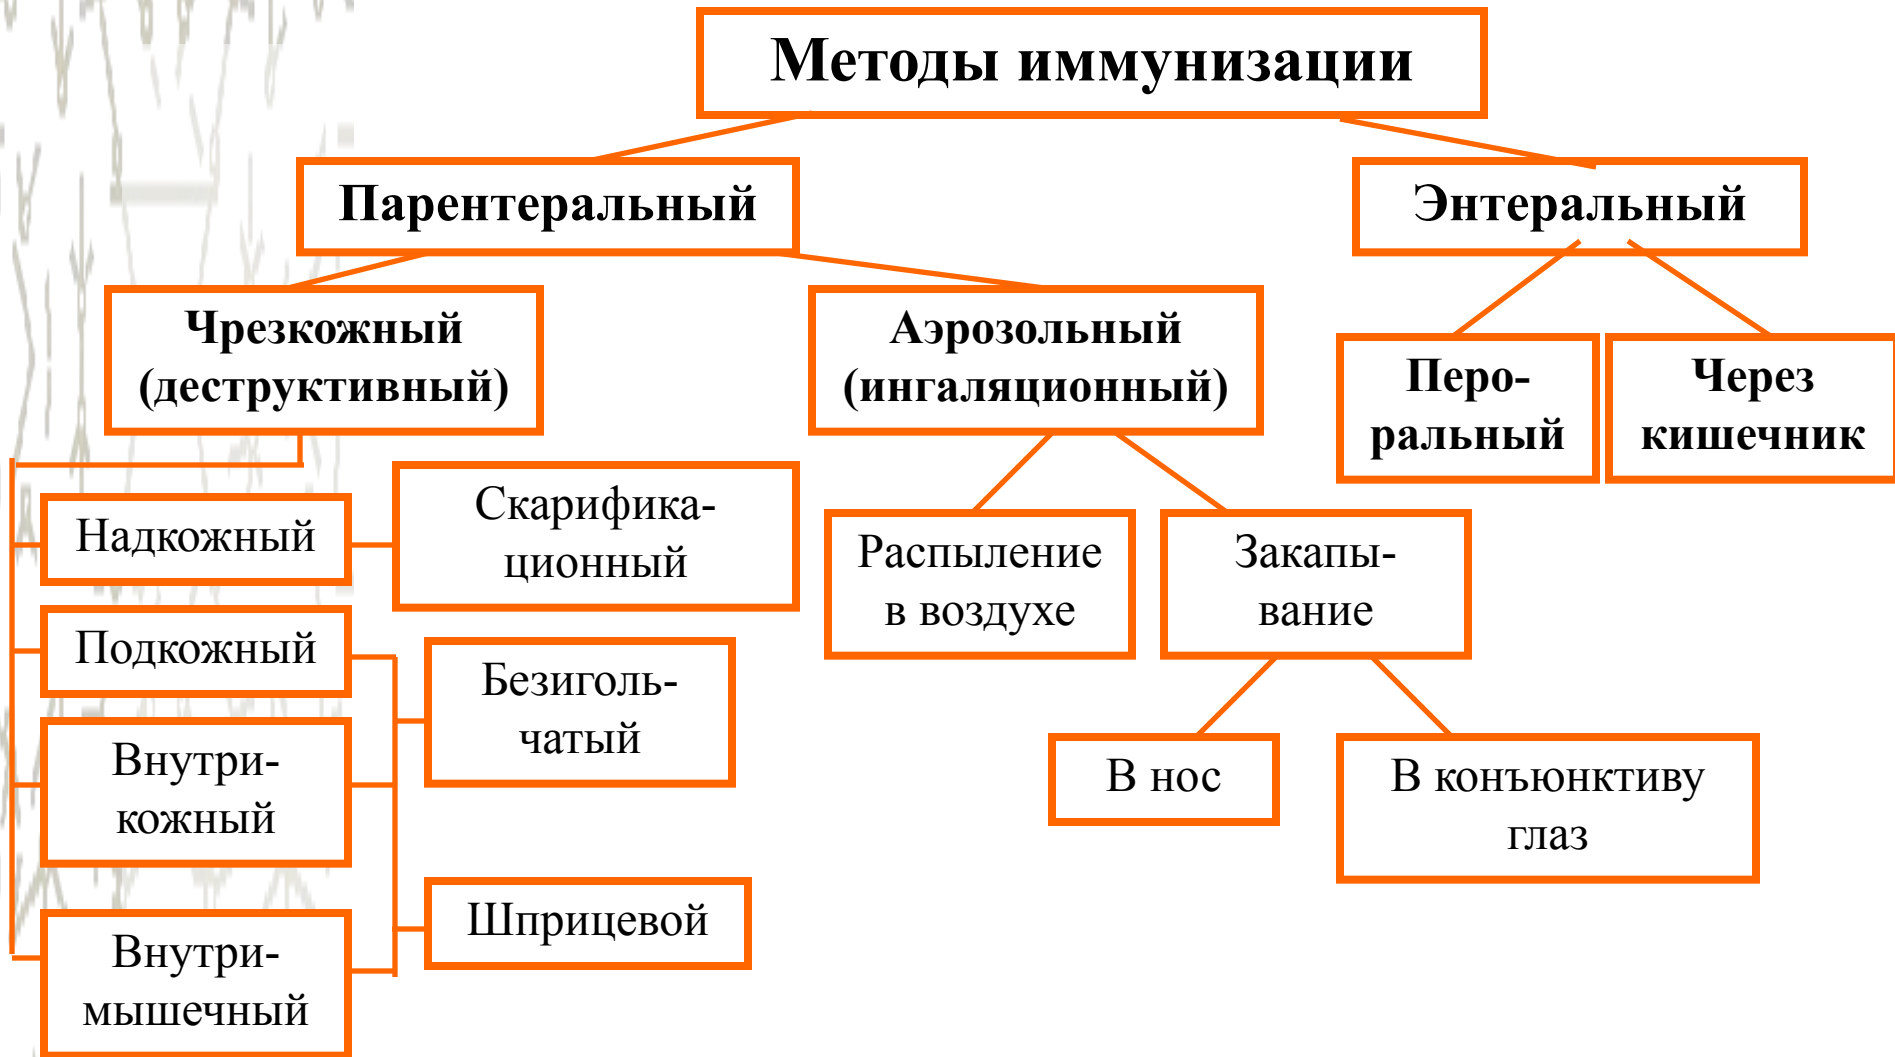 Методы иммунизации
Парентеральный
Энтеральный
Чрезкожный
(деструктивный)
Аэрозольный
(ингаляционный)
Перо-
ральный
Через
кишечник
Надкожный
Скарифика-
ционный
Подкожный
Безиголь-
чатый
Внутри-
кожный
Шприцевой
Внутри-
мышечный
Распыление
в воздухе
Закапы-
вание
В нос
В конъюнктиву
глаз